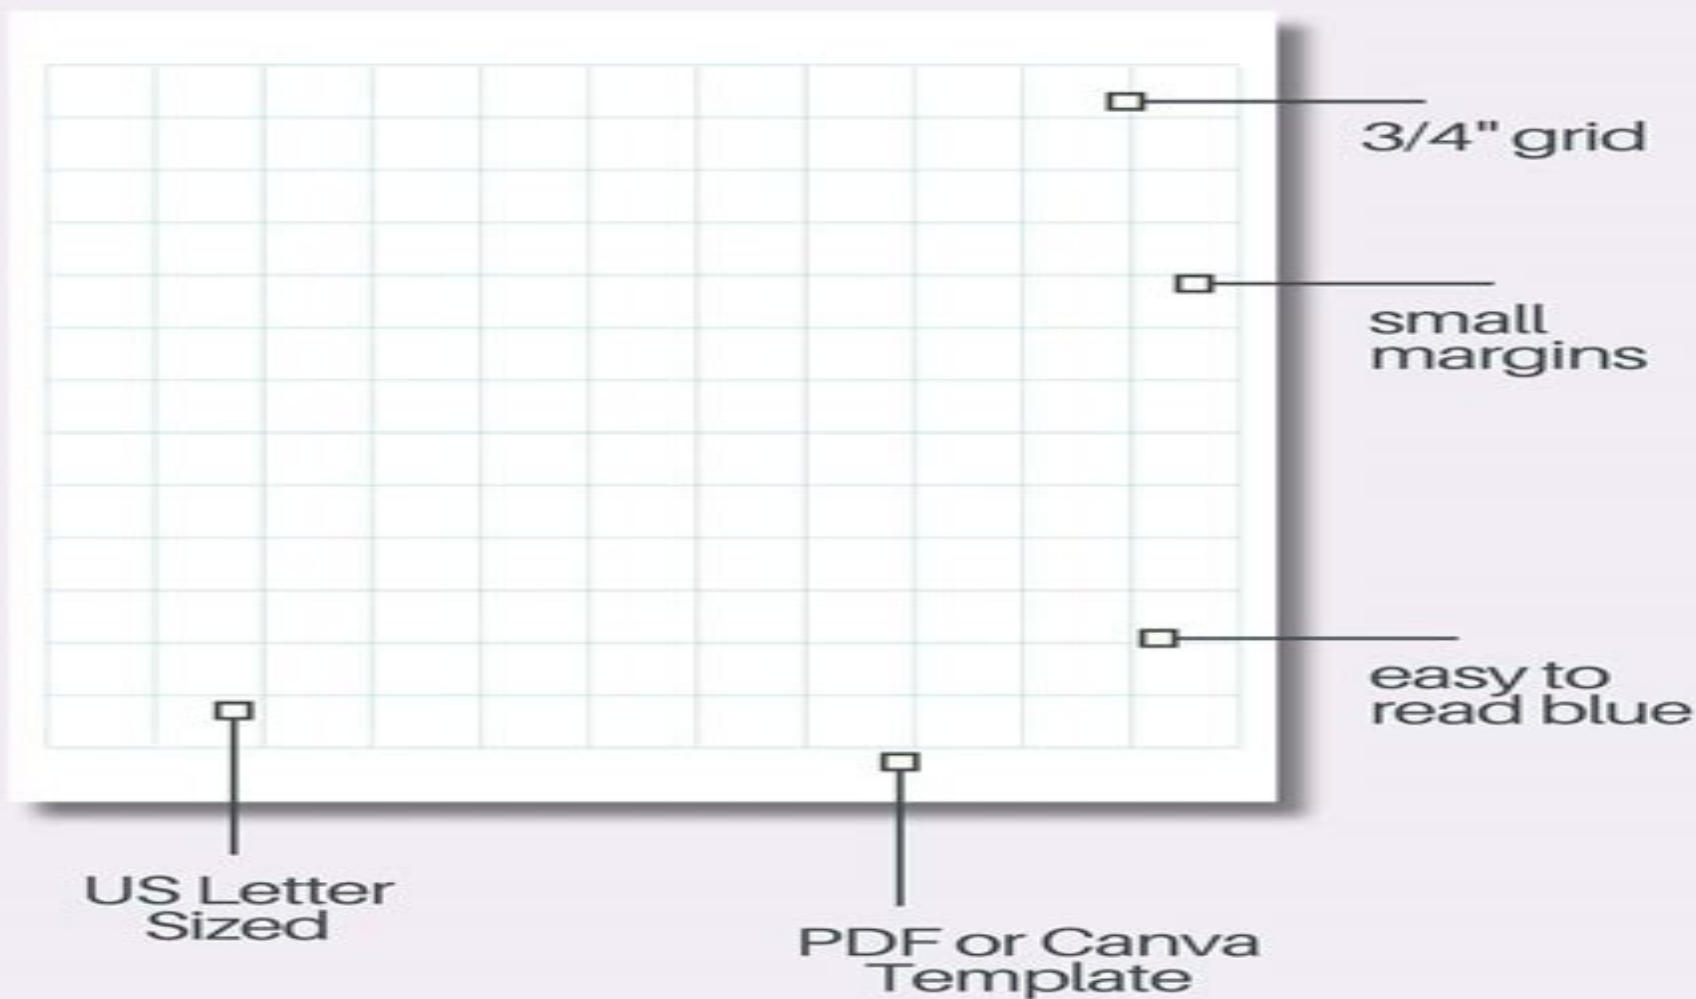 3/4" grid
small
margins
easy to
read blue
US Letter
Sized
PDF or Canva
Template